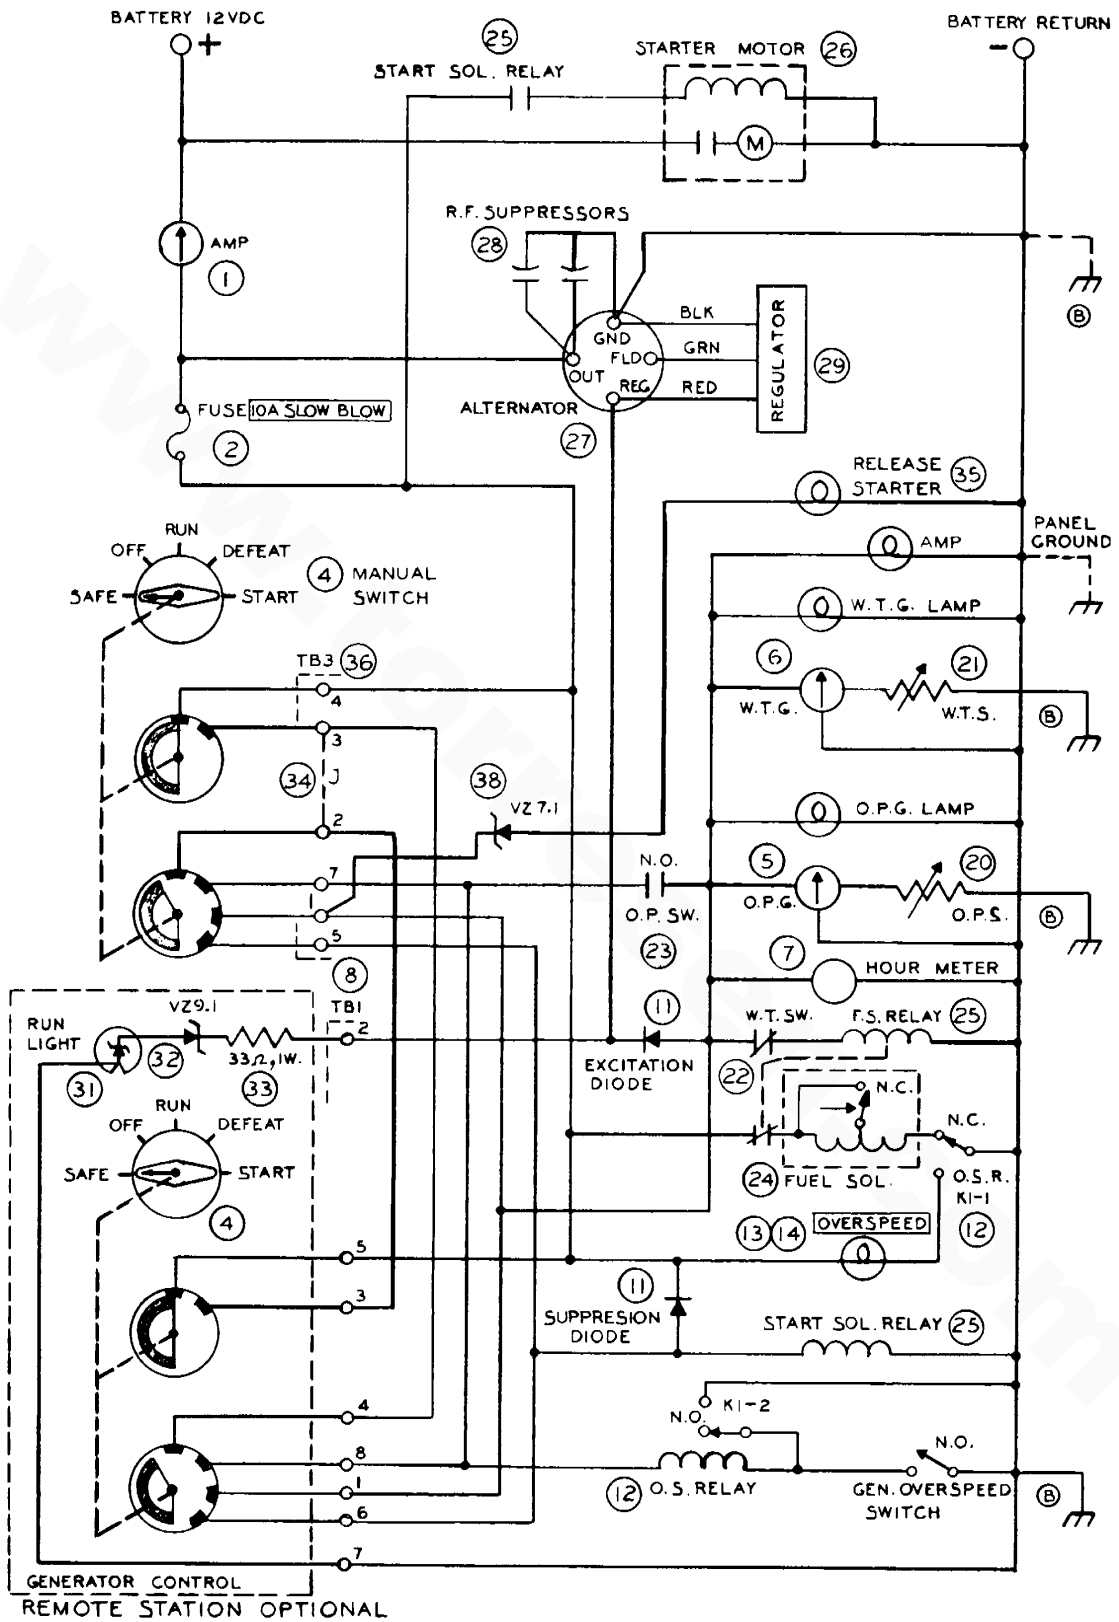 BATTERY 12VDC
+
BATTERY RETURN
-
25
START SOL. RELAY
STARTER MOTOR 26
M
R.F. SUPPRESSORS
28
AMP
1
B
BLK
GND
FLD GRN
OUT
REG RED
REGULATOR
29
ALTERNATOR
27
FUSE 10A SLOW BLOW
2
RELEASE
STARTER
35
RUN
OFF DEFEAT
SAFE START
4 MANUAL
SWITCH
AMP
PANEL
GROUND
W.T.G. LAMP
TB3 36
4
3
34 J
2
6
W.T.G.
21
W.T.S.
B
38
VZ7.1
O.P.G. LAMP
7
N.O.
O.P. SW.
23
5
O.P.G.
20
O.P.S.
B
5
8
7
HOUR METER
TB1
2
RUN
LIGHT
31
VZ9.1
32
33Ω, 1W.
33
11
EXCITATION
DIODE
W.T. SW.
22
F.S. RELAY 25
N.C.
24 FUEL SOL.
N.C.
O.S.R.
K1-1
12
RUN
OFF DEFEAT
SAFE START
4
13 14 OVERSPEED
5
3
11
SUPPRESION
DIODE
START SOL. RELAY 25
4
8
1
6
7
K1-2
N.O.
12 O.S. RELAY
N.O.
GEN. OVERSPEED
SWITCH
B
GENERATOR CONTROL
REMOTE STATION OPTIONAL